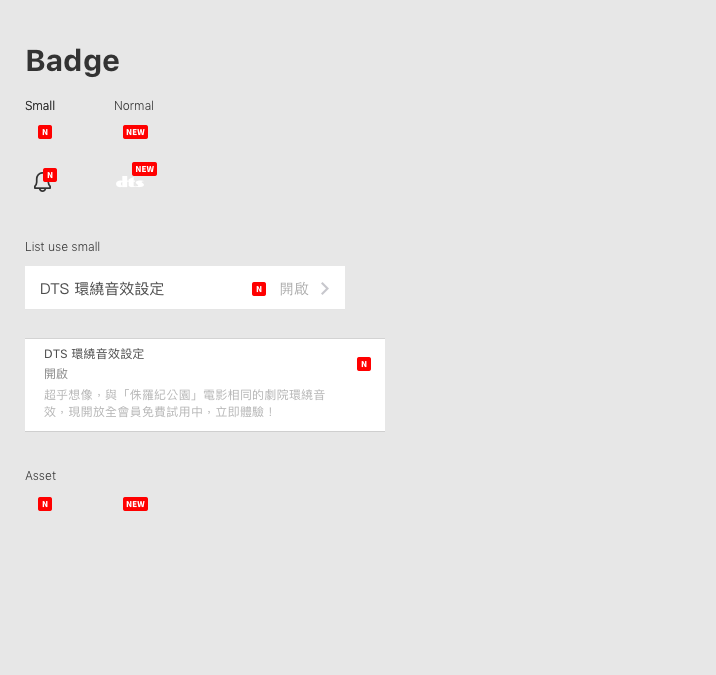 Badge
Small Normal
N NEW
N NEW
dts
List use small
DTS 環繞音效設定 N 開啟
DTS 環繞音效設定
N
開啟
超乎想像，與「侏羅紀公園」電影相同的劇院環繞音
效，現開放全會員免費試用中，立即體驗！
Asset
N NEW